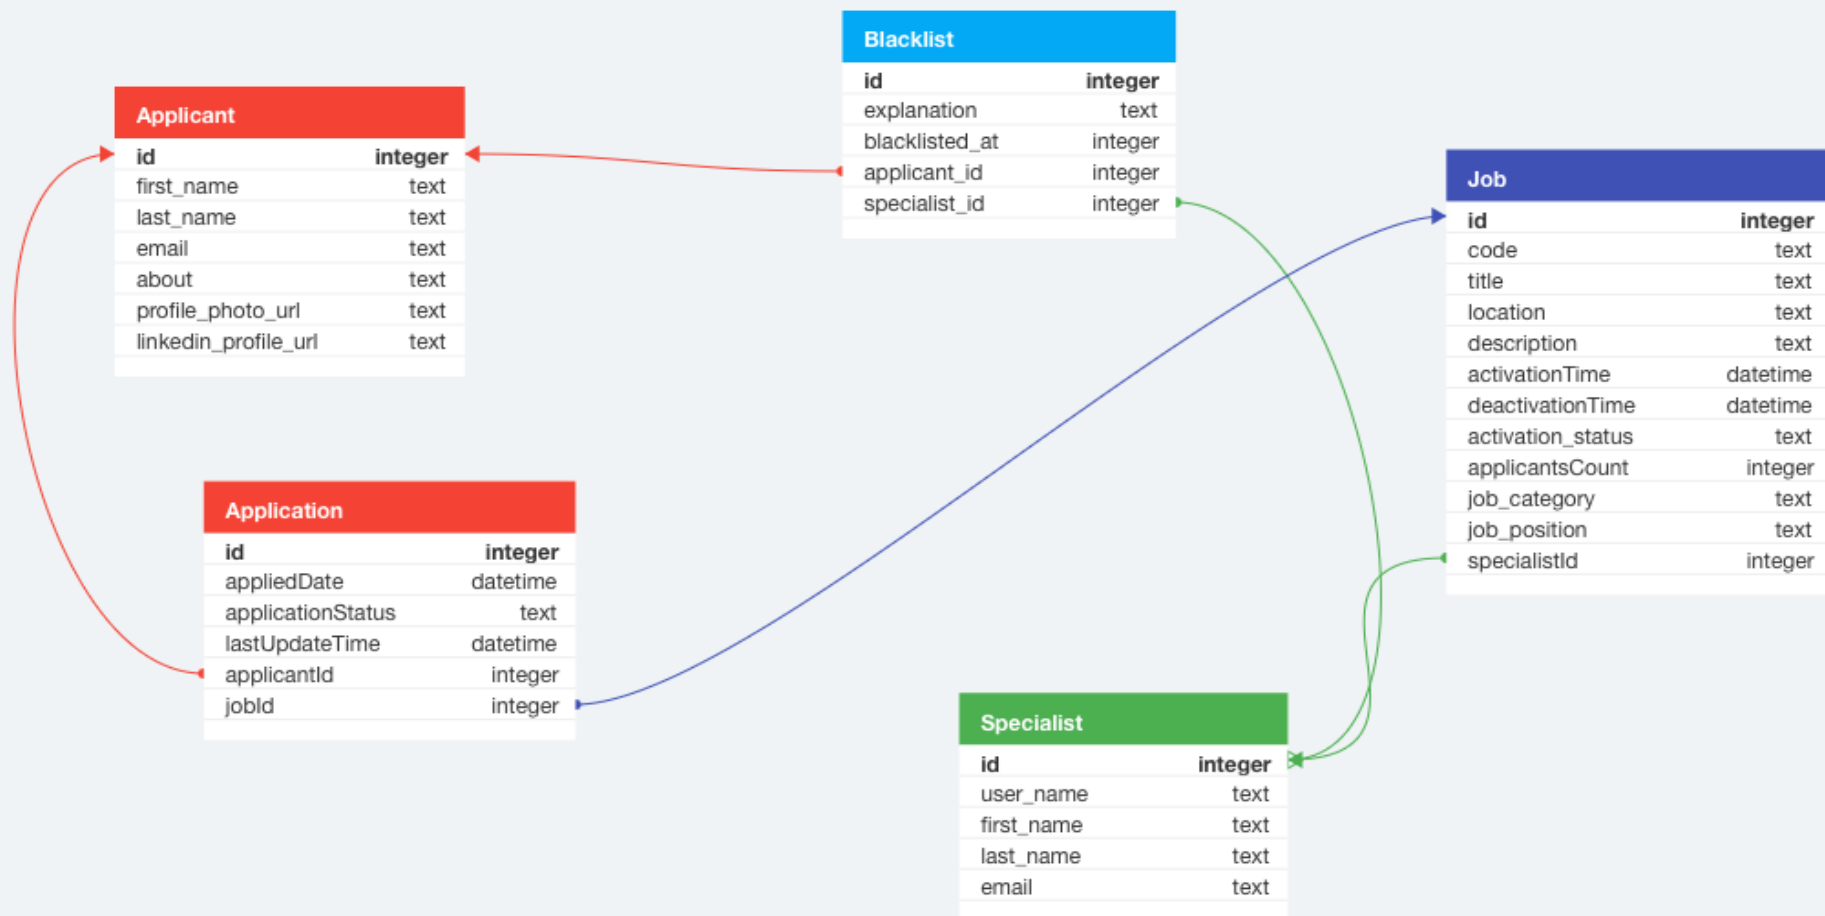 Blacklist
id integer
explanation text
blacklisted_at integer
applicant_id integer
specialist_id integer
Applicant
id integer
first_name text
last_name text
email text
about text
profile_photo_url text
linkedin_profile_url text
Job
id integer
code text
title text
location text
description text
activationTime datetime
deactivationTime datetime
activation_status text
applicantsCount integer
job_category text
job_position text
specialistId integer
Application
id integer
appliedDate datetime
applicationStatus text
lastUpdateTime datetime
applicantId integer
jobId integer
Specialist
id integer
user_name text
first_name text
last_name text
email text